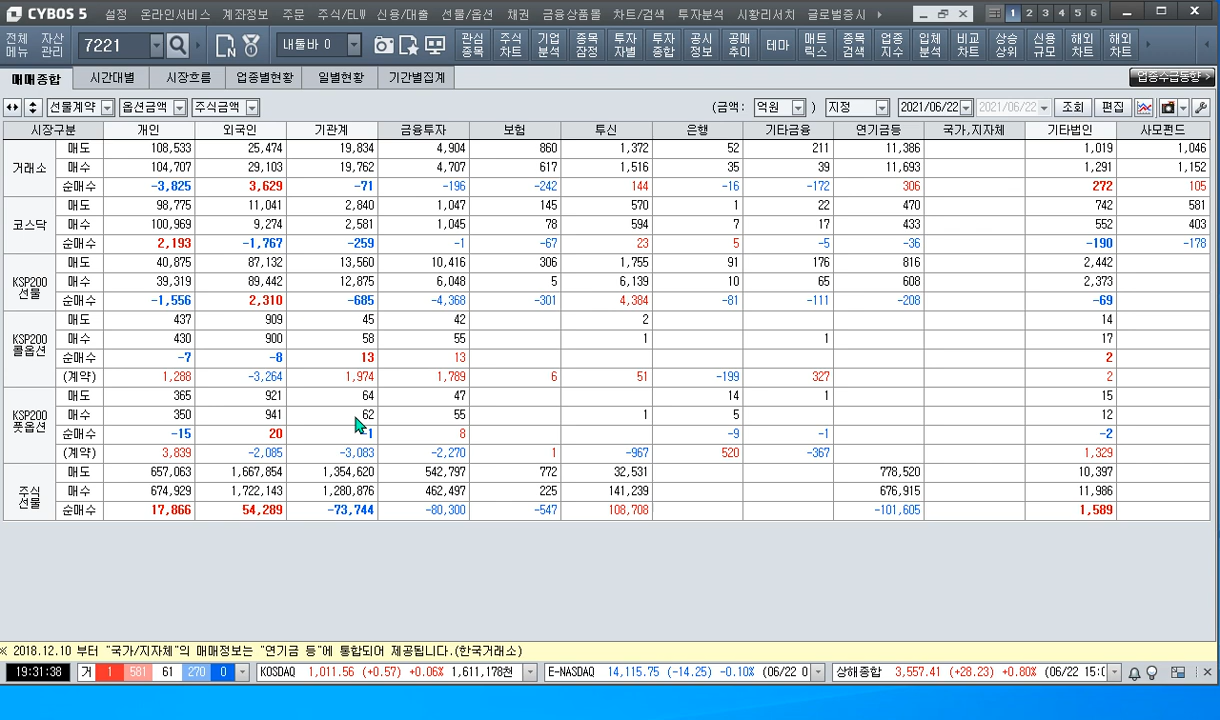 CYBOS 5 설정 온라인서비스 계좌정보 주문 주식/ELW 신용/대출 선물/옵션 채권 금융상품몰 차트/검색 투자분석 시황리서치 글로벌증시 1 2 3 4 5 6
전체메뉴 자산관리 7221 내툴바 0 관심종목 주식차트 기업분석 종목잠정 투자자별 투자종합 공시정보 공매추이 테마 매트릭스 종목검색 업종지수 입체분석 비교차트 상승상위 신용규모 해외차트 해외차트
매매종합 시간대별 시장흐름 업종별현황 일별현황 기간별집계 업종수급동향 >
선물계약 옵션금액 주식금액 (금액: 억원 ) 지정 2021/06/22 2021/06/22 조회 편집
시장구분 개인 외국인 기관계 금융투자 보험 투신 은행 기타금융 연기금등 국가,지자체 기타법인 사모펀드
거래소 매도 108,533 25,474 19,834 4,904 860 1,372 52 211 11,386 1,019 1,046
매수 104,707 29,103 19,762 4,707 617 1,516 35 39 11,693 1,291 1,152
순매수 -3,825 3,629 -71 -196 -242 144 -16 -172 306 272 105
코스닥 매도 98,775 11,041 2,840 1,047 145 570 1 22 470 742 581
매수 100,969 9,274 2,581 1,045 78 594 7 17 433 552 403
순매수 2,193 -1,767 -259 -1 -67 23 5 -5 -36 -190 -178
KSP200 선물 매도 40,875 87,132 13,560 10,416 306 1,755 91 176 816 2,442
매수 39,319 89,442 12,875 6,048 5 6,139 10 65 608 2,373
순매수 -1,556 2,310 -685 -4,368 -301 4,384 -81 -111 -208 -69
KSP200 콜옵션 매도 437 909 45 42 2 14
매수 430 900 58 55 1 1 17
순매수 -7 -8 13 13 2
(계약) 1,288 -3,264 1,974 1,789 6 51 -199 327 2
KSP200 풋옵션 매도 365 921 64 47 14 1 15
매수 350 941 62 55 1 5 12
순매수 -15 20 -1 8 -9 -1 -2
(계약) 3,839 -2,085 -3,083 -2,270 1 -967 520 -367 1,329
주식 선물 매도 657,063 1,667,854 1,354,620 542,797 772 32,531 778,520 10,397
매수 674,929 1,722,143 1,280,876 462,497 225 141,239 676,915 11,986
순매수 17,866 54,289 -73,744 -80,300 -547 108,708 -101,605 1,589
※ 2018.12.10 부터 "국가/지자체"의 매매정보는 "연기금 등"에 통합되어 제공됩니다.(한국거래소)
19:31:38 거 1 581 61 270 0 KOSDAQ 1,011.56 (+0.57) +0.06% 1,611,178천 E-NASDAQ 14,115.75 (-14.25) -0.10% (06/22 0 상해종합 3,557.41 (+28.23) +0.80% (06/22 15:0